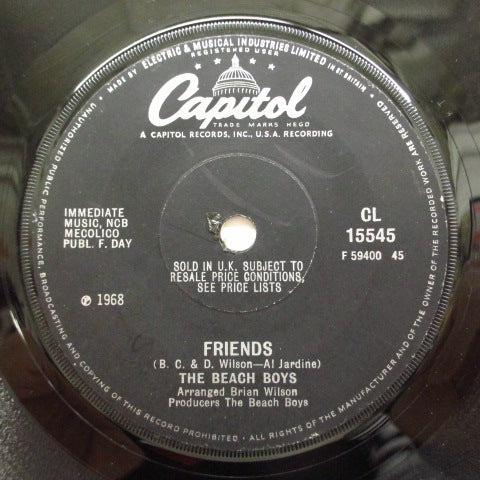 MADE BY ELECTRIC & MUSICAL INDUSTRIES LIMITED IN GT BRITAIN •
REGISTERED USER
Capitol
TRADE MARKS REGD
A CAPITOL RECORDS, INC., U.S.A. RECORDING
IMMEDIATE
MUSIC, NCB
MECOLICO
PUBL. F. DAY
℗ 1968
CL
15545
F 59400 45
SOLD IN U.K. SUBJECT TO
RESALE PRICE CONDITIONS,
SEE PRICE LISTS
FRIENDS
(B. C. & D. Wilson—Al Jardine)
THE BEACH BOYS
Arranged Brian Wilson
Producers The Beach Boys
UNAUTHORIZED PUBLIC PERFORMANCE, BROADCASTING AND COPYING OF THIS RECORD PROHIBITED • ALL RIGHTS OF THE MANUFACTURER AND OF THE OWNER OF THE RECORDED WORK ARE RESERVED